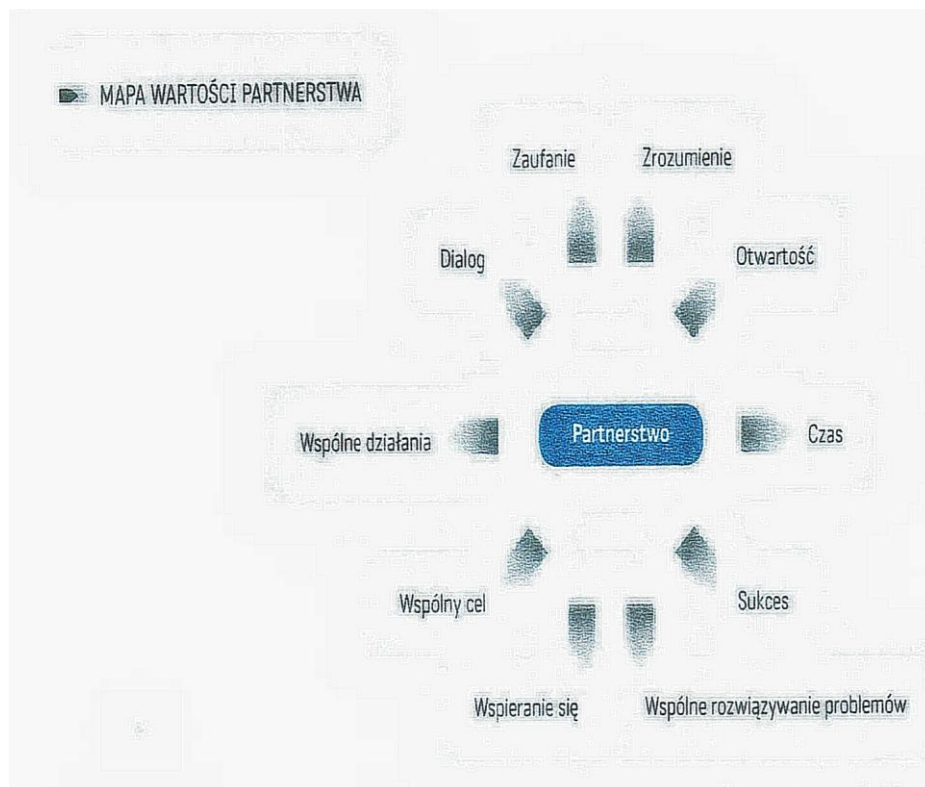 MAPA WARTOŚCI PARTNERSTWA
Zaufanie
Zrozumienie
Dialog
Otwartość
Wspólne działania
Partnerstwo
Czas
Wspólny cel
Sukces
Wspieranie się
Wspólne rozwiązywanie problemów